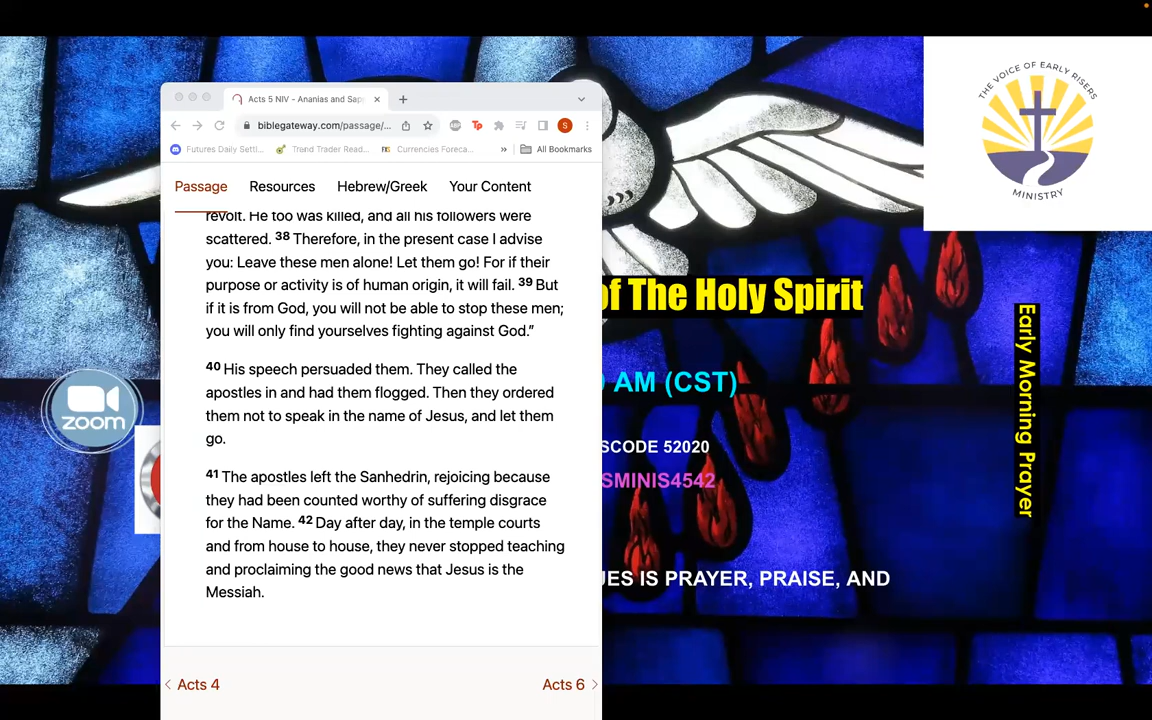 Acts 5 NIV - Ananias and Sap
biblegateway.com/passage/...
Futures Daily Setti...
Trend Trader Read...
Currencies Foreca...
»
All Bookmarks
Passage
Resources
Hebrew/Greek
Your Content
revolt. He too was killed, and all his followers were
scattered. 38 Therefore, in the present case I advise
you: Leave these men alone! Let them go! For if their
purpose or activity is of human origin, it will fail. 39 But
if it is from God, you will not be able to stop these men;
you will only find yourselves fighting against God.”
40 His speech persuaded them. They called the
apostles in and had them flogged. Then they ordered
them not to speak in the name of Jesus, and let them
go.
41 The apostles left the Sanhedrin, rejoicing because
they had been counted worthy of suffering disgrace
for the Name. 42 Day after day, in the temple courts
and from house to house, they never stopped teaching
and proclaiming the good news that Jesus is the
Messiah.
Acts 4
Acts 6
S
Tp
zoom
of The Holy Spirit
AM (CST)
SCODE 52020
SMINIS4542
UES IS PRAYER, PRAISE, AND
Early Morning Prayer
THE VOICE OF EARLY RISERS
MINISTRY